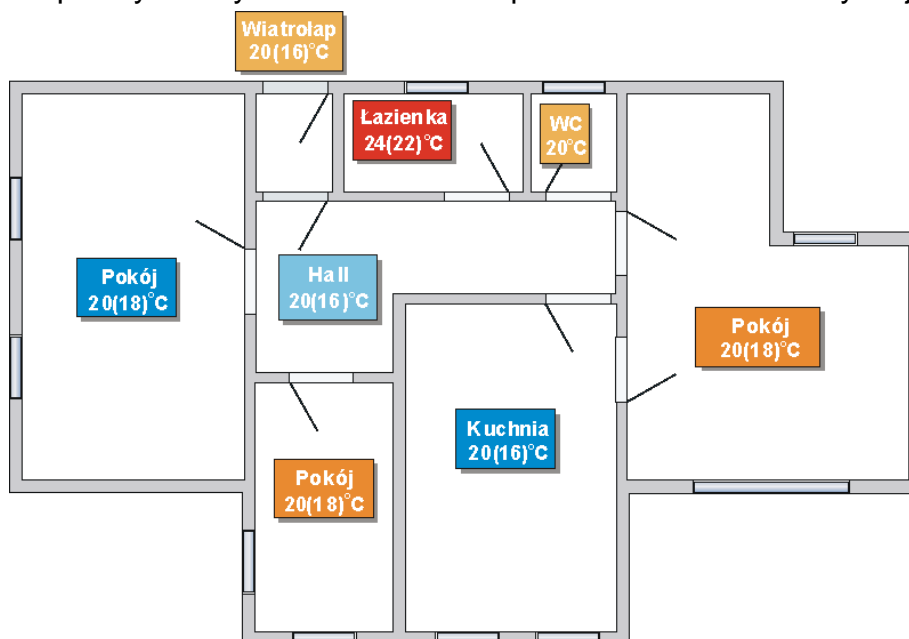 Wiatrołap
20(16)°C
Łazienka
24(22)°C
WC
20°C
Pokój
20(18)°C
Hall
20(16)°C
Pokój
20(18)°C
Kuchnia
20(16)°C
Pokój
20(18)°C